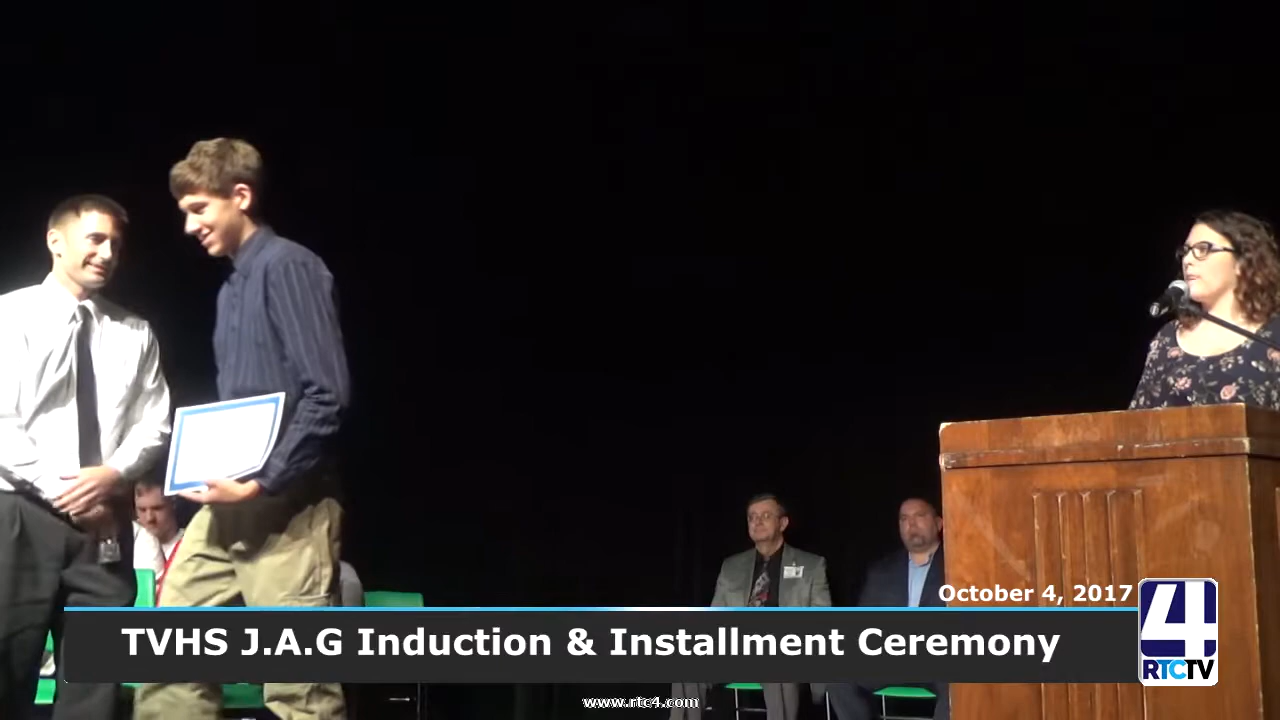 October 4, 2017
TVHS J.A.G Induction & Installment Ceremony
4
RTCTV
www.rtc4.com